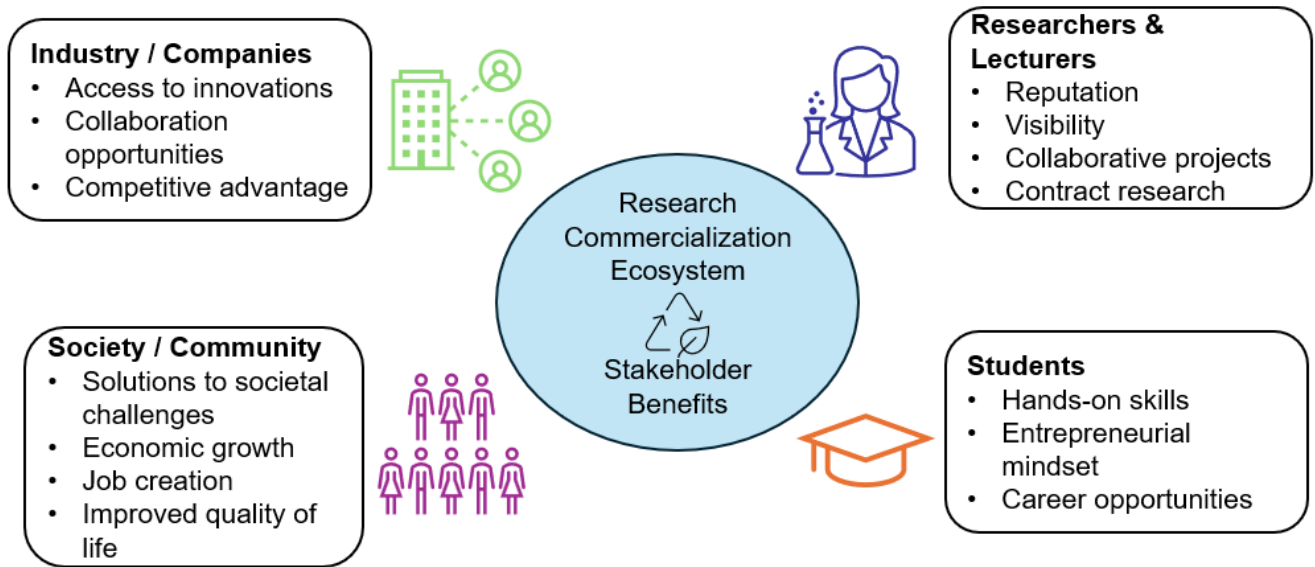 Industry / Companies
• Access to innovations
• Collaboration
opportunities
• Competitive advantage
Researchers &
Lecturers
• Reputation
• Visibility
• Collaborative projects
• Contract research
Research
Commercialization
Ecosystem
Stakeholder
Benefits
Society / Community
• Solutions to societal
challenges
• Economic growth
• Job creation
• Improved quality of
life
Students
• Hands-on skills
• Entrepreneurial
mindset
• Career opportunities